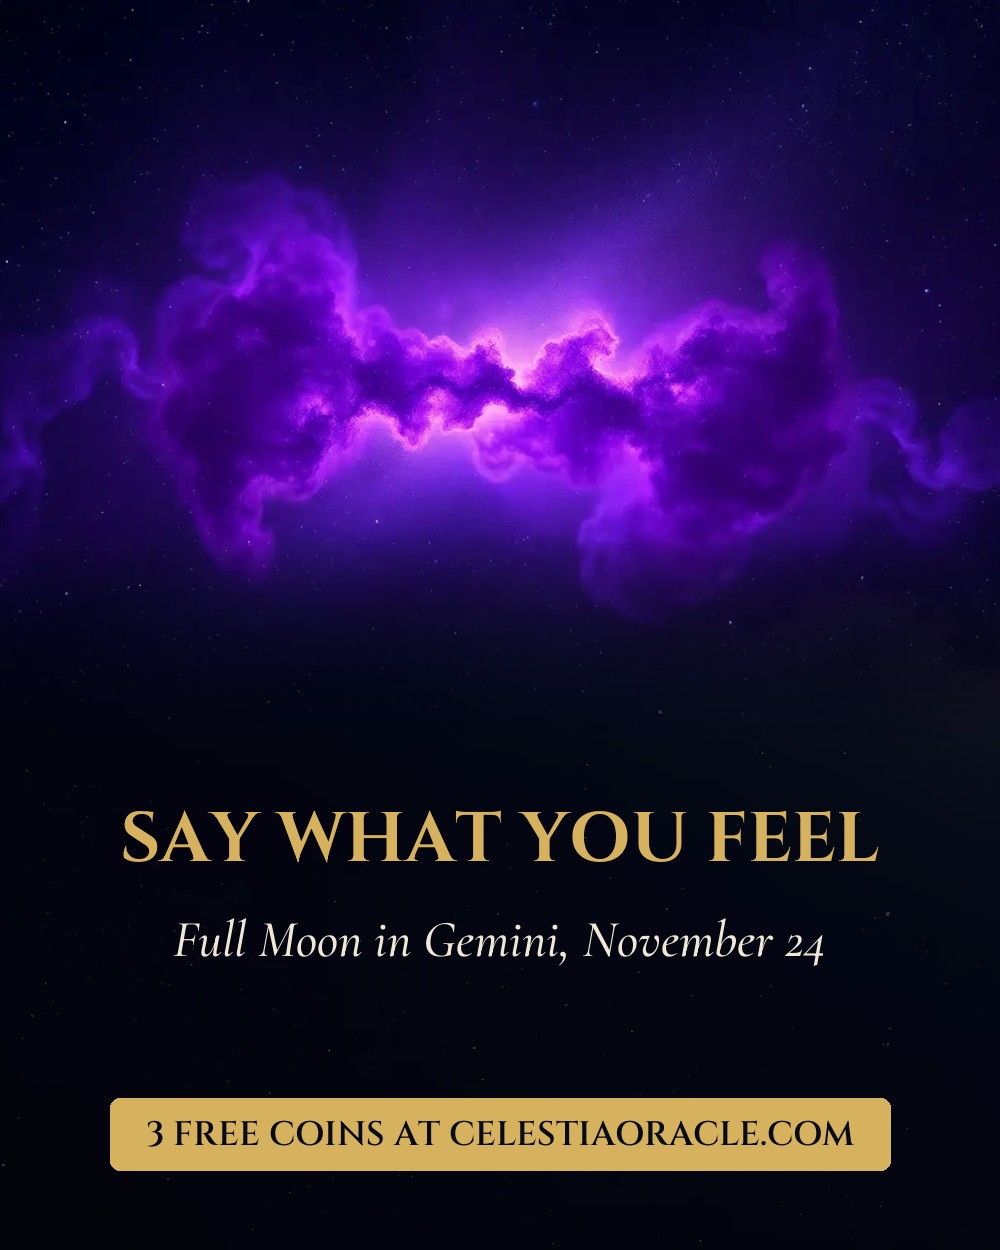 SAY WHAT YOU FEEL
Full Moon in Gemini, November 24
3 FREE COINS AT CELESTIAORACLE.COM